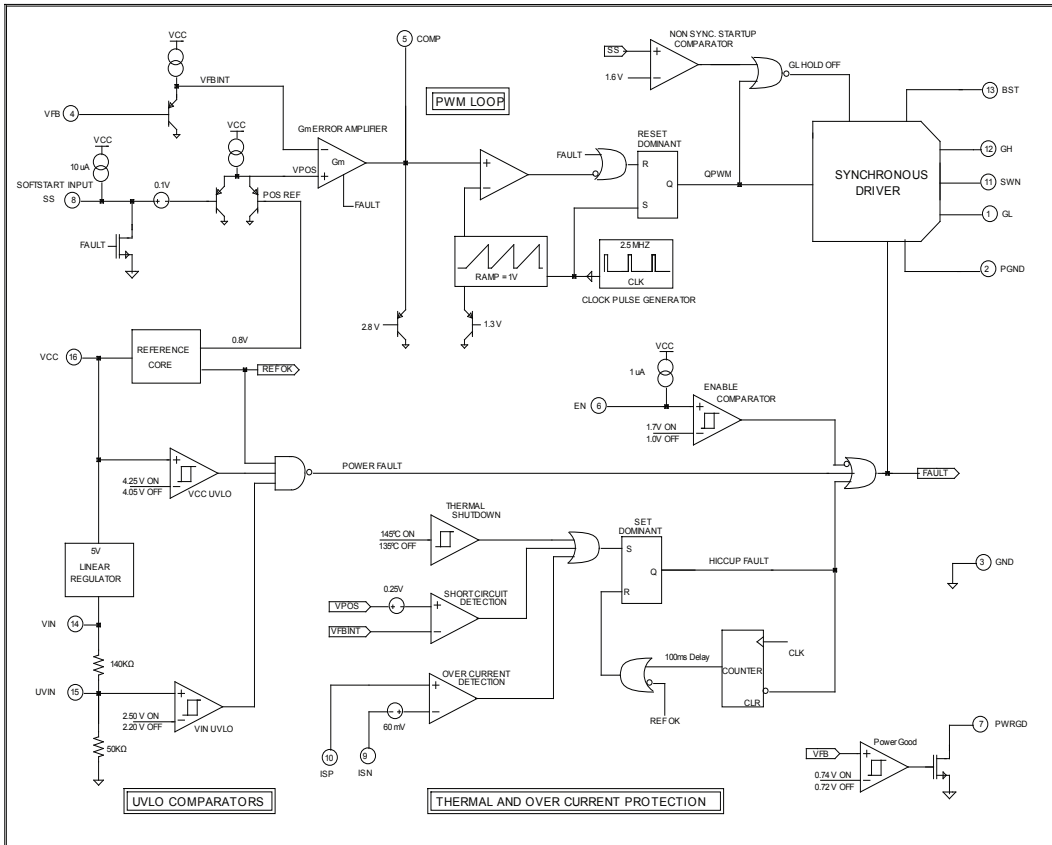 VCC
VFB
4
VFBINT
VCC
10 uA
SOFTSTART INPUT
SS
8
0.1V
FAULT
VCC
VPOS
POS REF
Gm ERROR AMPLIFIER
Gm
FAULT
5
COMP
PWM LOOP
NON SYNC. STARTUP
COMPARATOR
SS
1.6 V
GL HOLD OFF
RESET
DOMINANT
FAULT
R
Q
S
QPWM
RAMP = 1V
2.5 MHZ
CLK
CLOCK PULSE GENERATOR
2.8 V
1.3 V
SYNCHRONOUS
DRIVER
13
BST
12
GH
11
SWN
1
GL
2
PGND
VCC
16
REFERENCE
CORE
0.8V
REFOK
4.25 V ON
4.05 V OFF
VCC UVLO
POWER FAULT
VCC
1 uA
EN
6
ENABLE
COMPARATOR
1.7V ON
1.0V OFF
FAULT
5V
LINEAR
REGULATOR
VIN
14
140KΩ
UVIN
15
2.50 V ON
2.20 V OFF
VIN UVLO
50KΩ
THERMAL
SHUTDOWN
145ºC ON
135ºC OFF
0.25V
VPOS
SHORT CIRCUIT
DETECTION
VFBINT
OVER CURRENT
DETECTION
60 mV
10
ISP
9
ISN
SET
DOMINANT
S
Q
R
HICCUP FAULT
100ms Delay
COUNTER
CLK
CLR
REFOK
3
GND
7
PWRGD
VFB
Power Good
0.74 V ON
0.72 V OFF
UVLO COMPARATORS
THERMAL AND OVER CURRENT PROTECTION